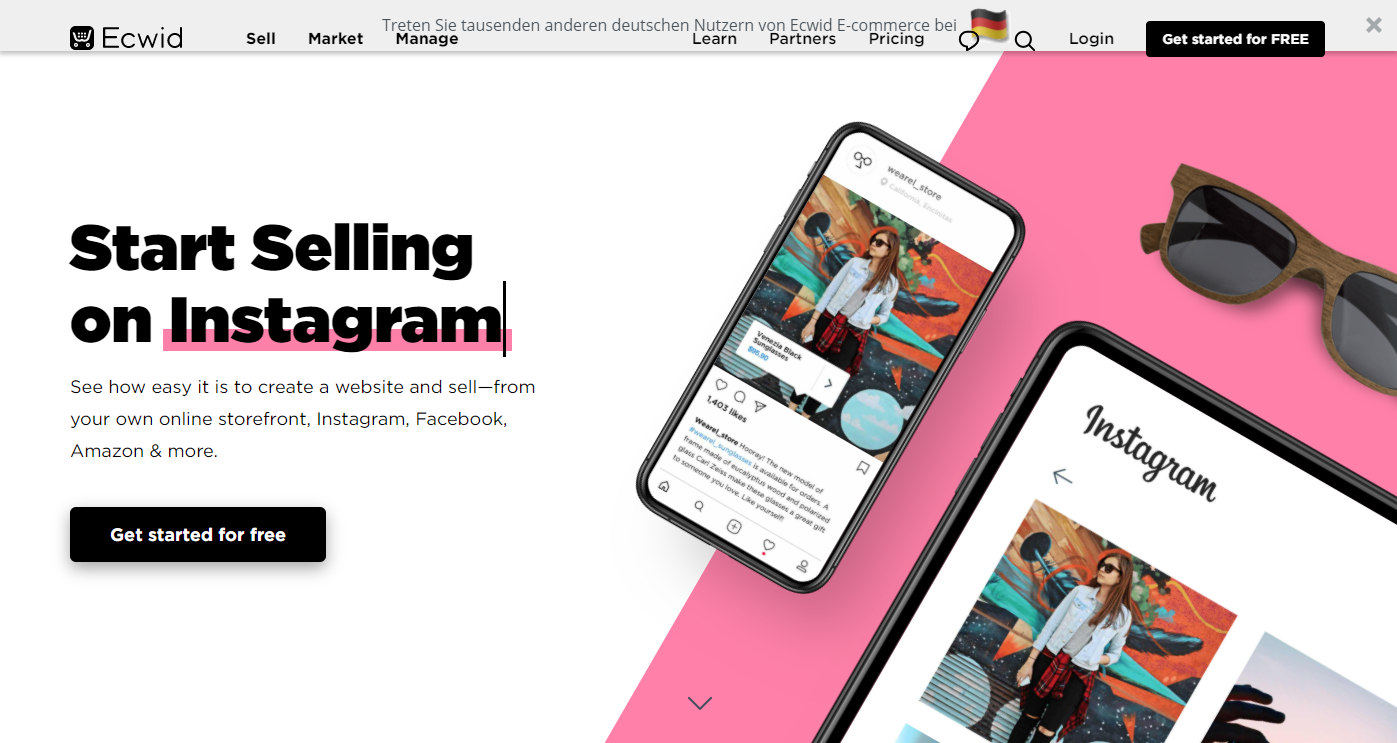 Treten Sie tausenden anderen deutschen Nutzern von Ecwid E-commerce bei
Ecwid
Sell
Market
Manage
Learn
Partners
Pricing
Login
Get started for FREE
Start Selling
on Instagram
See how easy it is to create a website and sell—from
your own online storefront, Instagram, Facebook,
Amazon & more.
Get started for free
wearel_store
California, Encinitas
Venezia Black
Sunglasses
1,403 likes
Wearel_store Hooray! The new model of
#wearel_sunglasses is available for orders. A
frame made of eucalyptus wood and polarized
glass Carl Zeiss make these glasses a great gift
to someone you love. Like yourself!
Instagram